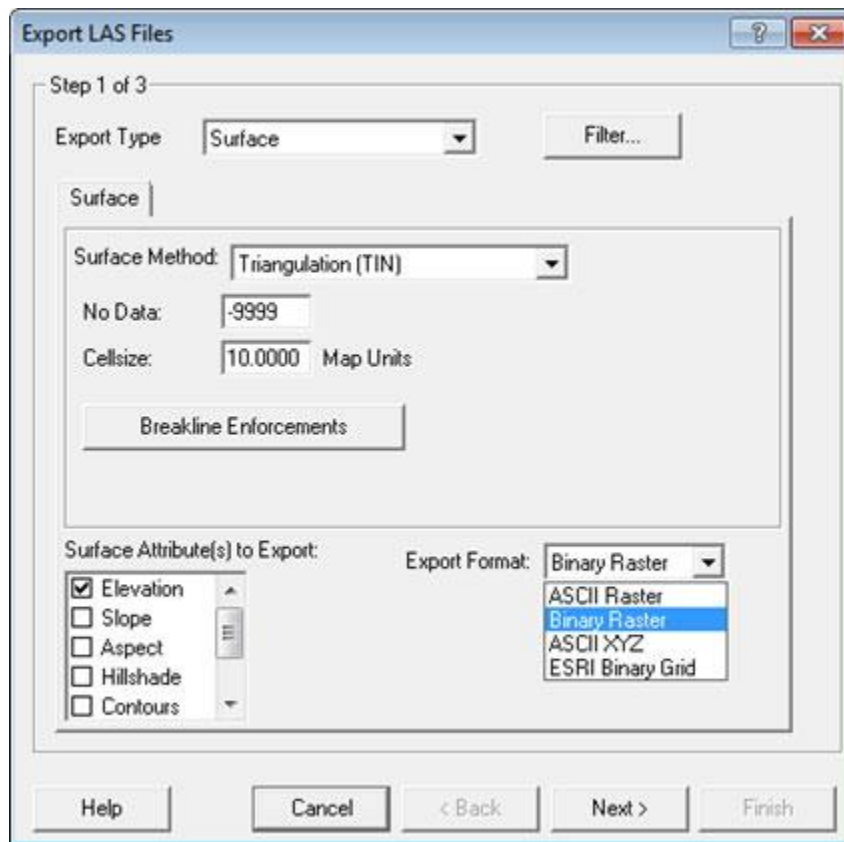 Export LAS Files
Step 1 of 3
Export Type
Surface
Filter...
Surface
Surface Method:
Triangulation (TIN)
No Data:
-9999
Cellsize:
10.0000
Map Units
Breakline Enforcements
Surface Attribute(s) to Export:
Elevation
Slope
Aspect
Hillshade
Contours
Export Format:
Binary Raster
ASCII Raster
Binary Raster
ASCII XYZ
ESRI Binary Grid
Help
Cancel
< Back
Next >
Finish